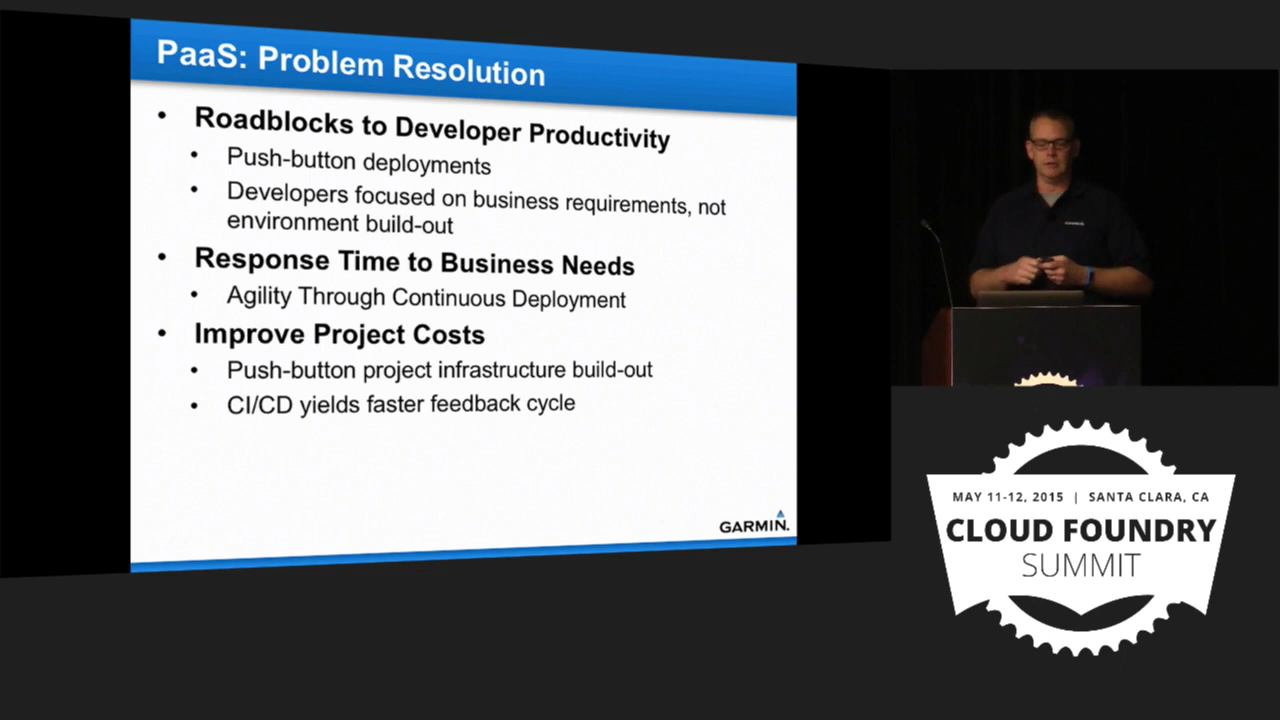 PaaS: Problem Resolution
• Roadblocks to Developer Productivity
• Push-button deployments
• Developers focused on business requirements, not
environment build-out
• Response Time to Business Needs
• Agility Through Continuous Deployment
• Improve Project Costs
• Push-button project infrastructure build-out
• CI/CD yields faster feedback cycle
GARMIN.
MAY 11-12, 2015 | SANTA CLARA, CA
CLOUD FOUNDRY
SUMMIT